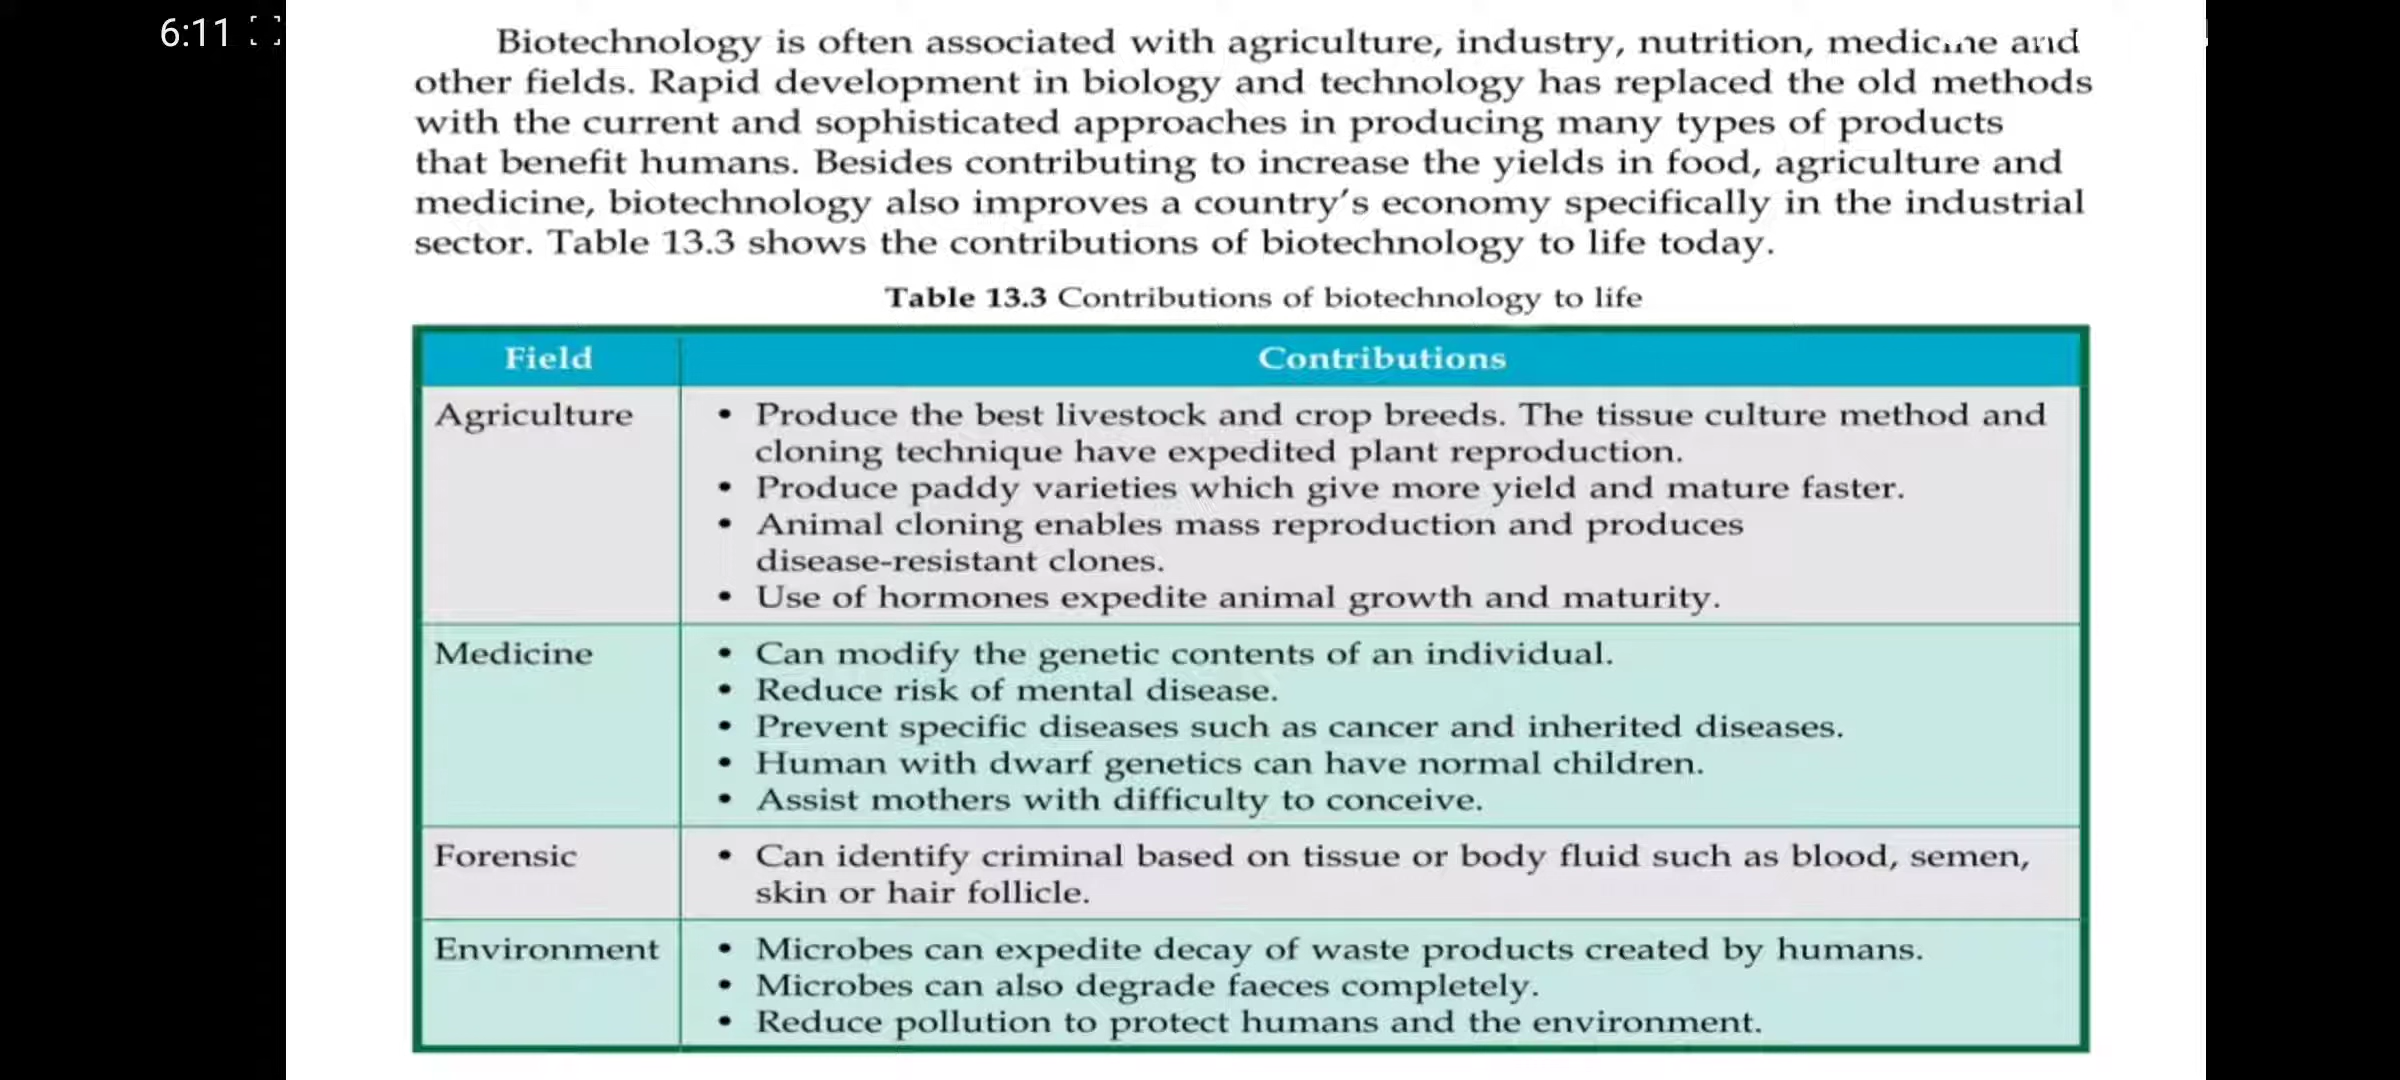 6:11
Biotechnology is often associated with agriculture, industry, nutrition, medicine and
other fields. Rapid development in biology and technology has replaced the old methods
with the current and sophisticated approaches in producing many types of products
that benefit humans. Besides contributing to increase the yields in food, agriculture and
medicine, biotechnology also improves a country's economy specifically in the industrial
sector. Table 13.3 shows the contributions of biotechnology to life today.
Table 13.3 Contributions of biotechnology to life
Field Contributions
Agriculture • Produce the best livestock and crop breeds. The tissue culture method and
cloning technique have expedited plant reproduction.
• Produce paddy varieties which give more yield and mature faster.
• Animal cloning enables mass reproduction and produces
disease-resistant clones.
• Use of hormones expedite animal growth and maturity.
Medicine • Can modify the genetic contents of an individual.
• Reduce risk of mental disease.
• Prevent specific diseases such as cancer and inherited diseases.
• Human with dwarf genetics can have normal children.
• Assist mothers with difficulty to conceive.
Forensic • Can identify criminal based on tissue or body fluid such as blood, semen,
skin or hair follicle.
Environment • Microbes can expedite decay of waste products created by humans.
• Microbes can also degrade faeces completely.
• Reduce pollution to protect humans and the environment.